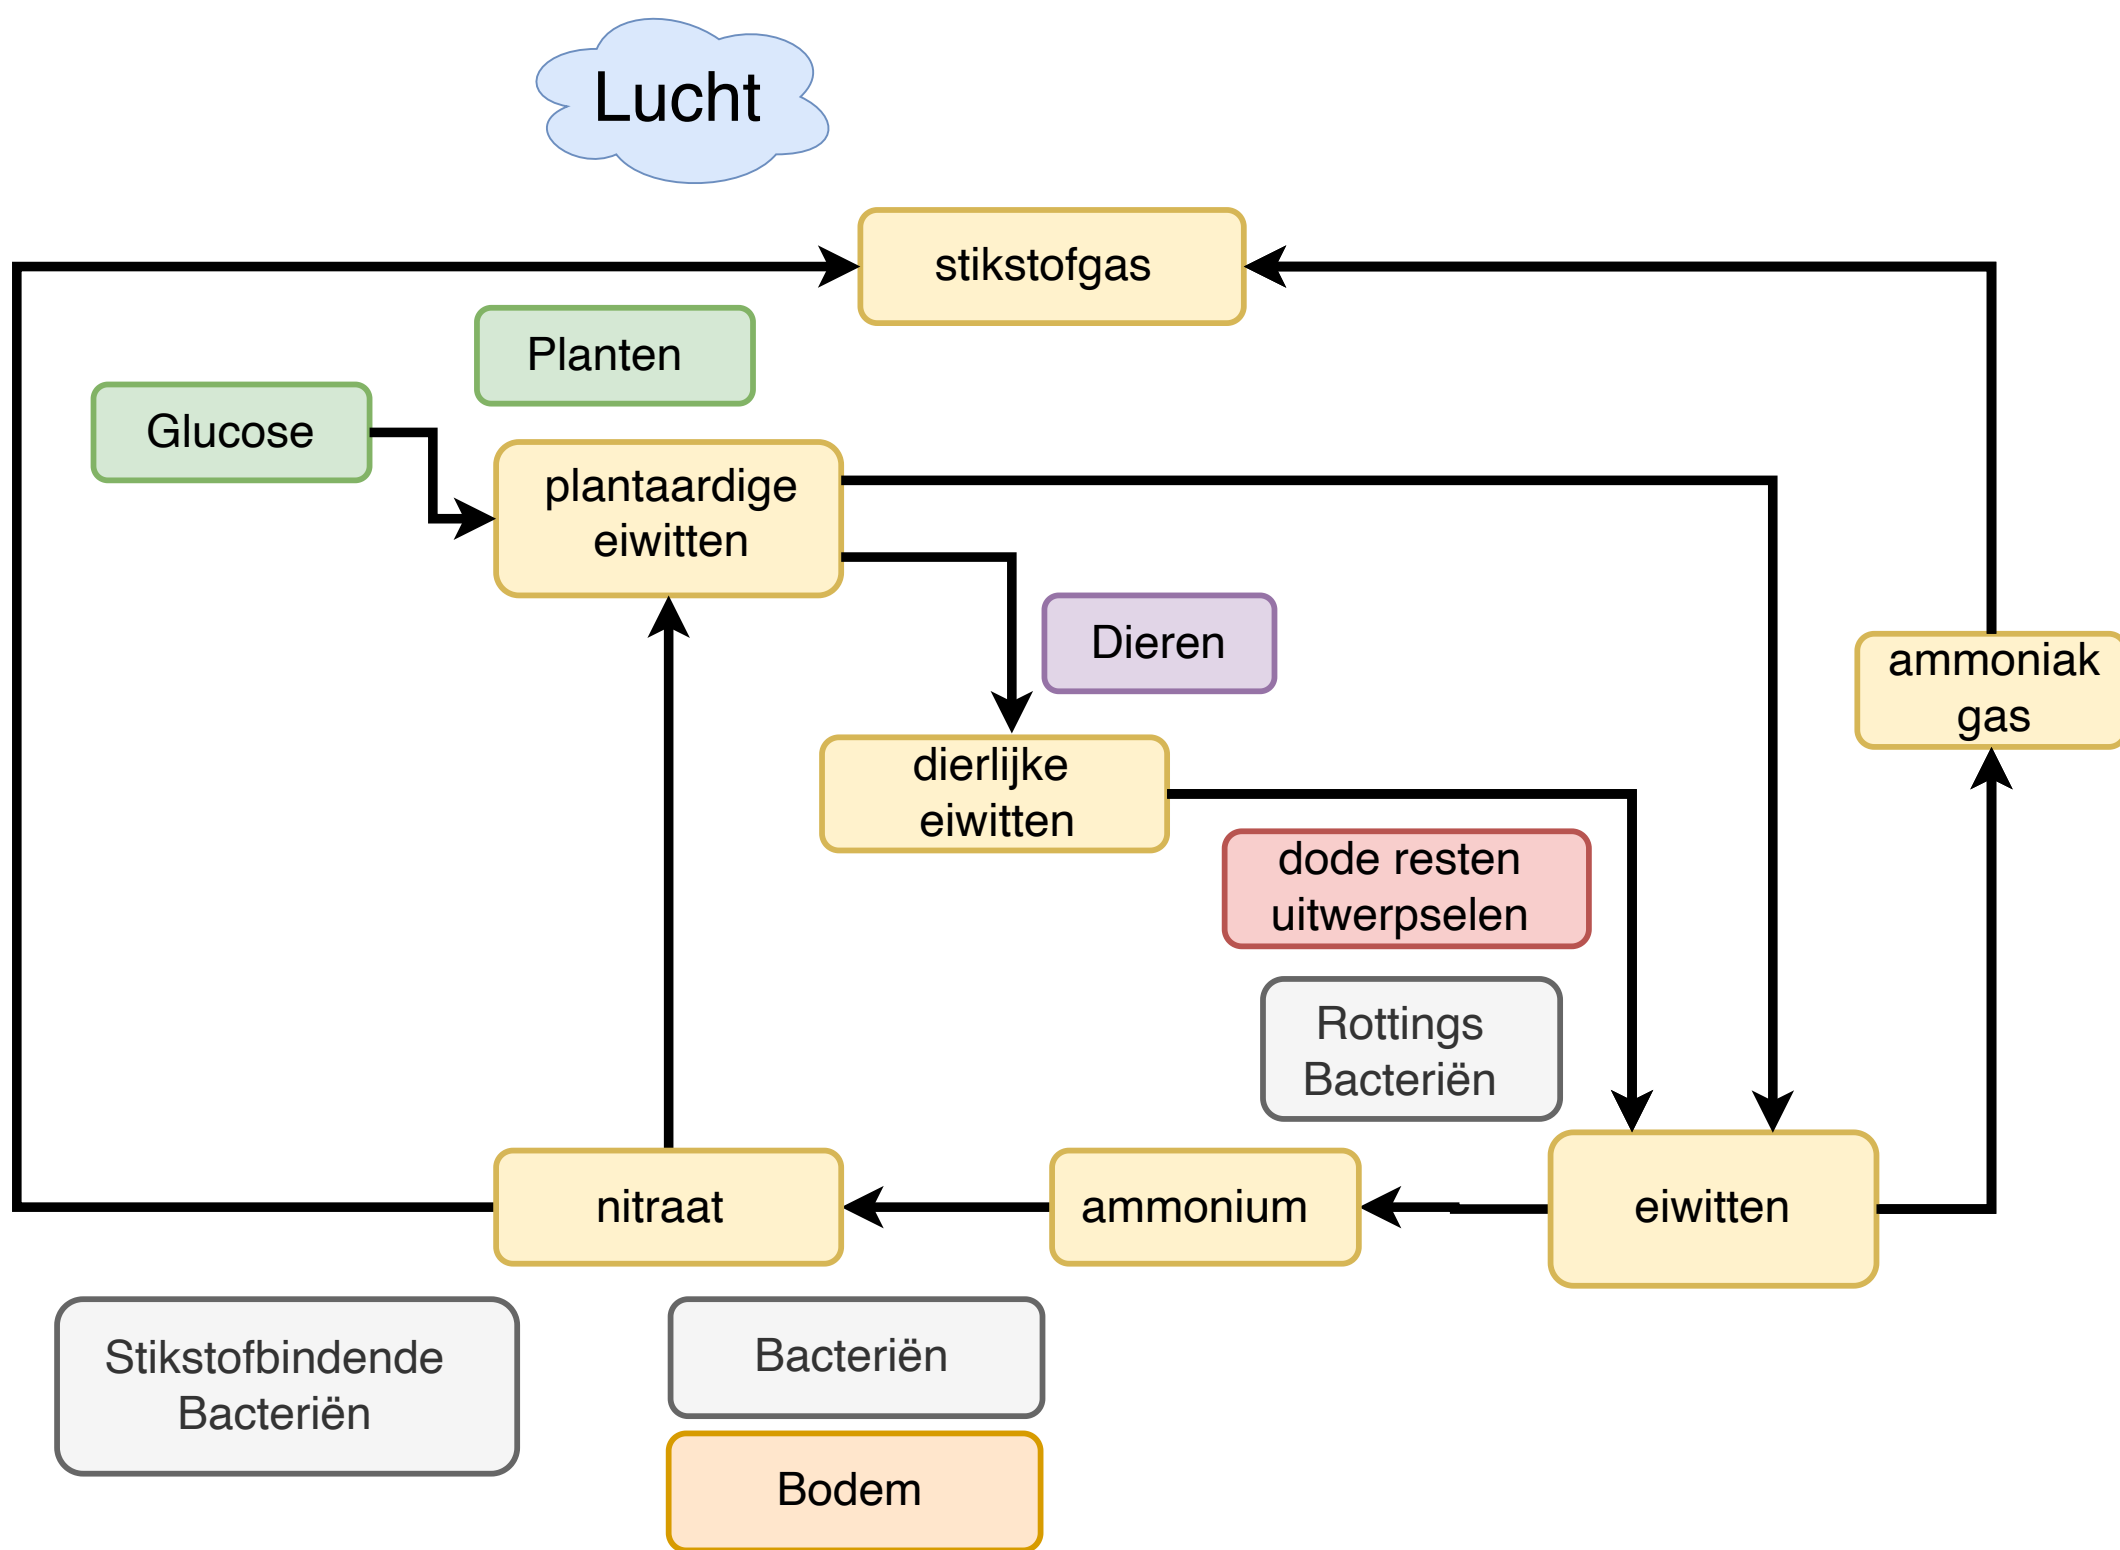 Lucht
stikstofgas
Planten
Glucose
plantaardige
eiwitten
Dieren
ammoniak
gas
dierlijke
eiwitten
dode resten
uitwerpselen
Rottings
Bacteriën
nitraat
ammonium
eiwitten
Stikstofbindende
Bacteriën
Bacteriën
Bodem